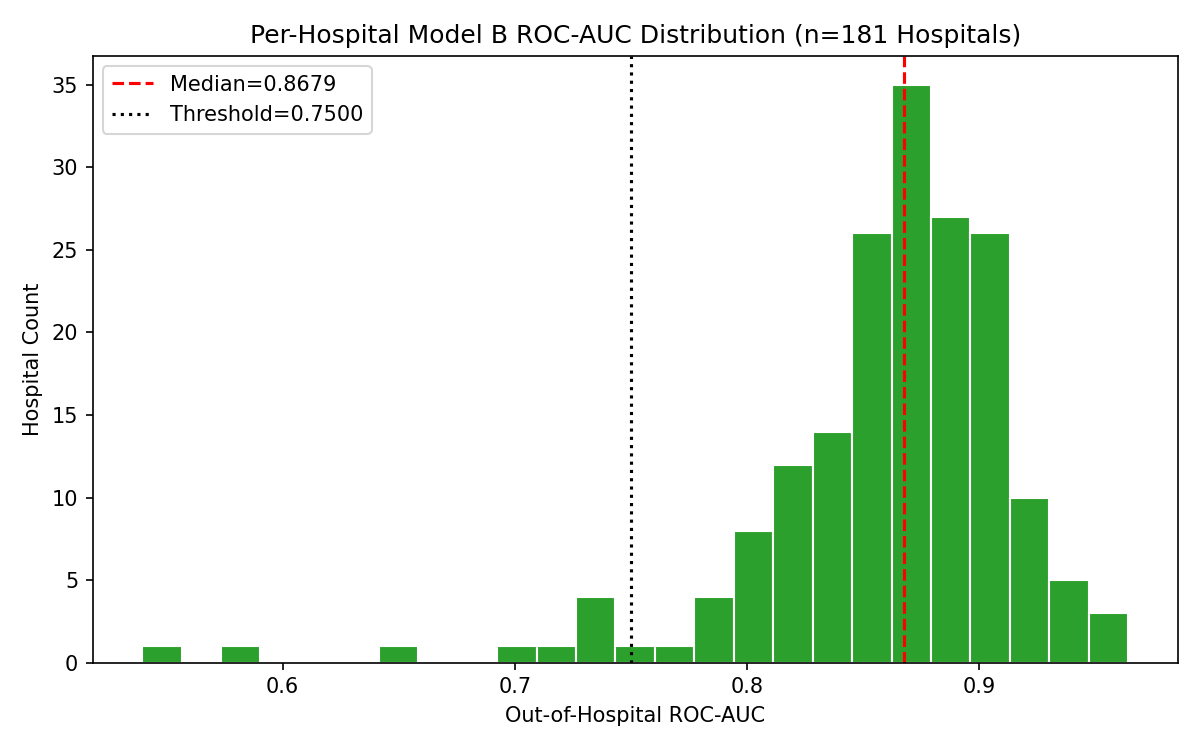 Per-Hospital Model B ROC-AUC Distribution (n=181 Hospitals)
Median=0.8679
Threshold=0.7500
Hospital Count
35
30
25
20
15
10
5
0
0.6
0.7
0.8
0.9
Out-of-Hospital ROC-AUC